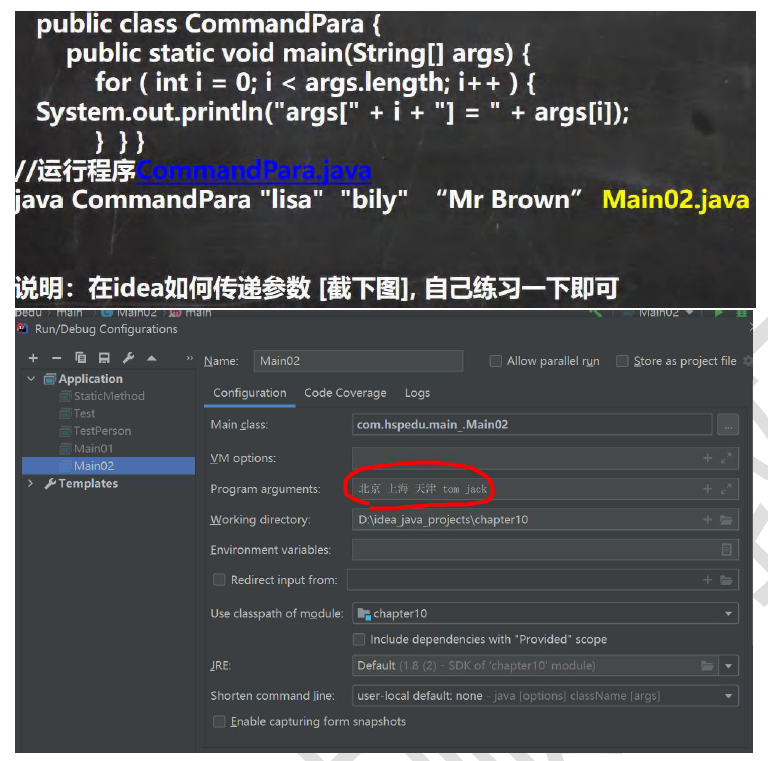 public class CommandPara {
public static void main(String[] args) {
for ( int i = 0; i < args.length; i++ ) {
System.out.println("args[" + i + "] = " + args[i]);
} } }
//运行程序CommandPara.java
java CommandPara "lisa" "bily" “Mr Brown” Main02.java
说明：在idea如何传递参数 [截下图], 自己练习一下即可
pedu main Main02 main Main02
Run/Debug Configurations
» Name: Main02 Allow parallel run Store as project file
Application
StaticMethod
Test
TestPerson
Main01
Main02
Templates
Configuration Code Coverage Logs
Main class: com.hspedu.main_.Main02 ...
VM options:
Program arguments: 北京 上海 天津 tom jack
Working directory: D:\idea_java_projects\chapter10
Environment variables:
Redirect input from:
Use classpath of module: chapter10
Include dependencies with "Provided" scope
JRE: Default (1.8 (2) - SDK of 'chapter10' module)
Shorten command line: user-local default: none - java [options] className [args]
Enable capturing form snapshots